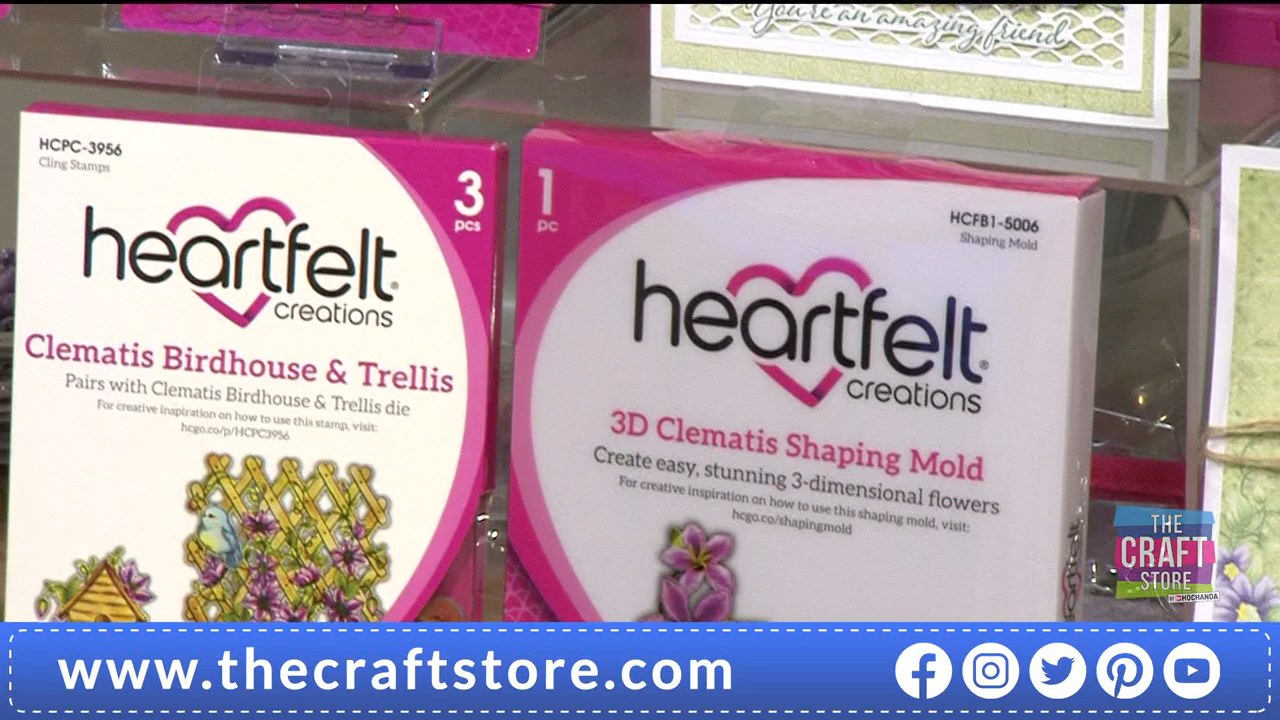 You're an amazing friend
HCPC-3956
Cling Stamps
3
pcs
heartfelt
creations
Clematis Birdhouse & Trellis
Pairs with Clematis Birdhouse & Trellis die
For creative inspiration on how to use this stamp, visit:
hcgo.co/p/HCPC3956
1
pc
HCFB1-5006
Shaping Mold
heartfelt
creations
3D Clematis Shaping Mold
Create easy, stunning 3-dimensional flowers
For creative inspiration on how to use this shaping mold, visit:
hcgo.co/shapingmold
THE
CRAFT
STORE
BY HOCHANDA
www.thecraftstore.com